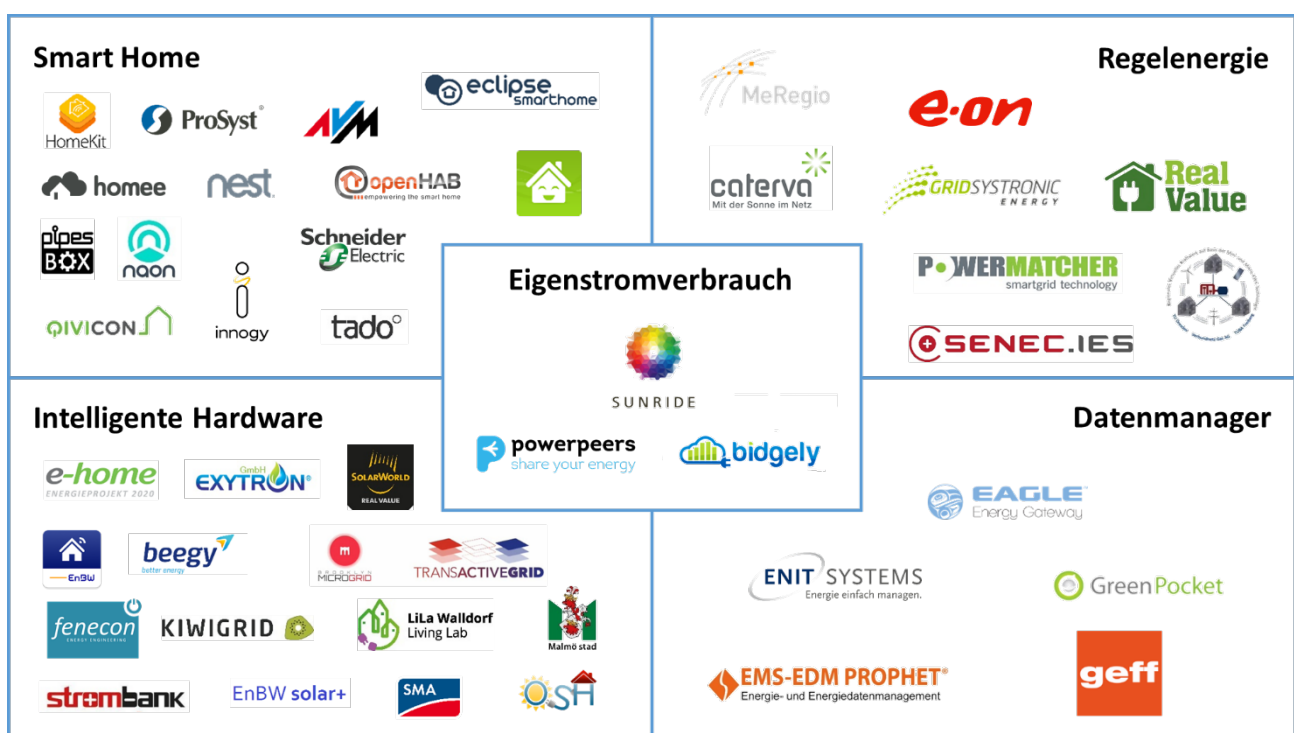 Smart Home
HomeKit
ProSyst®
AVM
eclipse
smarthome
homee
nest.
openHAB
empowering the smart home
pipes
BOX
naon
innogy
Schneider
Electric
QIVICON
tado°
Regelenergie
MeRegio
e·on
caterva
Mit der Sonne im Netz
GRIDSYSTRONIC
ENERGY
Real
Value
POWERMATCHER
smartgrid technology
SENEC.IES
Eigenstromverbrauch
SUNRIDE
powerpeers
share your energy
bidgely
Intelligente Hardware
e-home
ENERGIEPROJEKT 2020
GmbH
EXYTRON®
SOLARWORLD
REAL VALUE
EnBW
beegy
better energy
m
BROOKLYN
MICROGRID
TRANSACTIVEGRID
fenecon
ENERGY ENGINEERING
KIWIGRID
LiLa Walldorf
Living Lab
Malmö stad
strombank
EnBW solar+
SMA
OSH
Datenmanager
EAGLE™
Energy Gateway
ENIT SYSTEMS
Energie einfach managen.
GreenPocket
EMS-EDM PROPHET®
Energie- und Energiedatenmanagement
geff